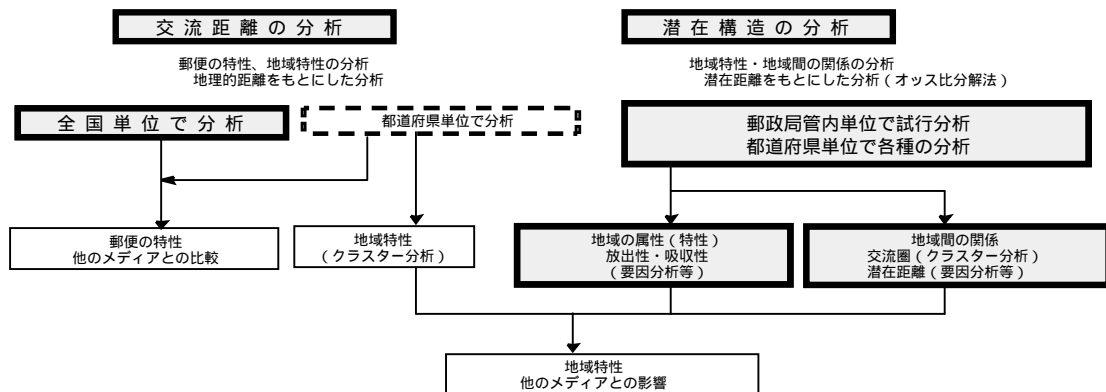 交流距離の分析
郵便の特性、地域特性の分析
地理的距離をもとにした分析
全国単位で分析
都道府県単位で分析
郵便の特性
他のメディアとの比較
地域特性
(クラスター分析)
潜在構造の分析
地域特性・地域間の関係の分析
潜在距離をもとにした分析(オッス比分解法)
郵政局管内単位で試行分析
都道府県単位で各種の分析
地域の属性(特性)
放出性・吸収性
(要因分析等)
地域間の関係
交流圏(クラスター分析)
潜在距離(要因分析等)
地域特性
他のメディアとの影響